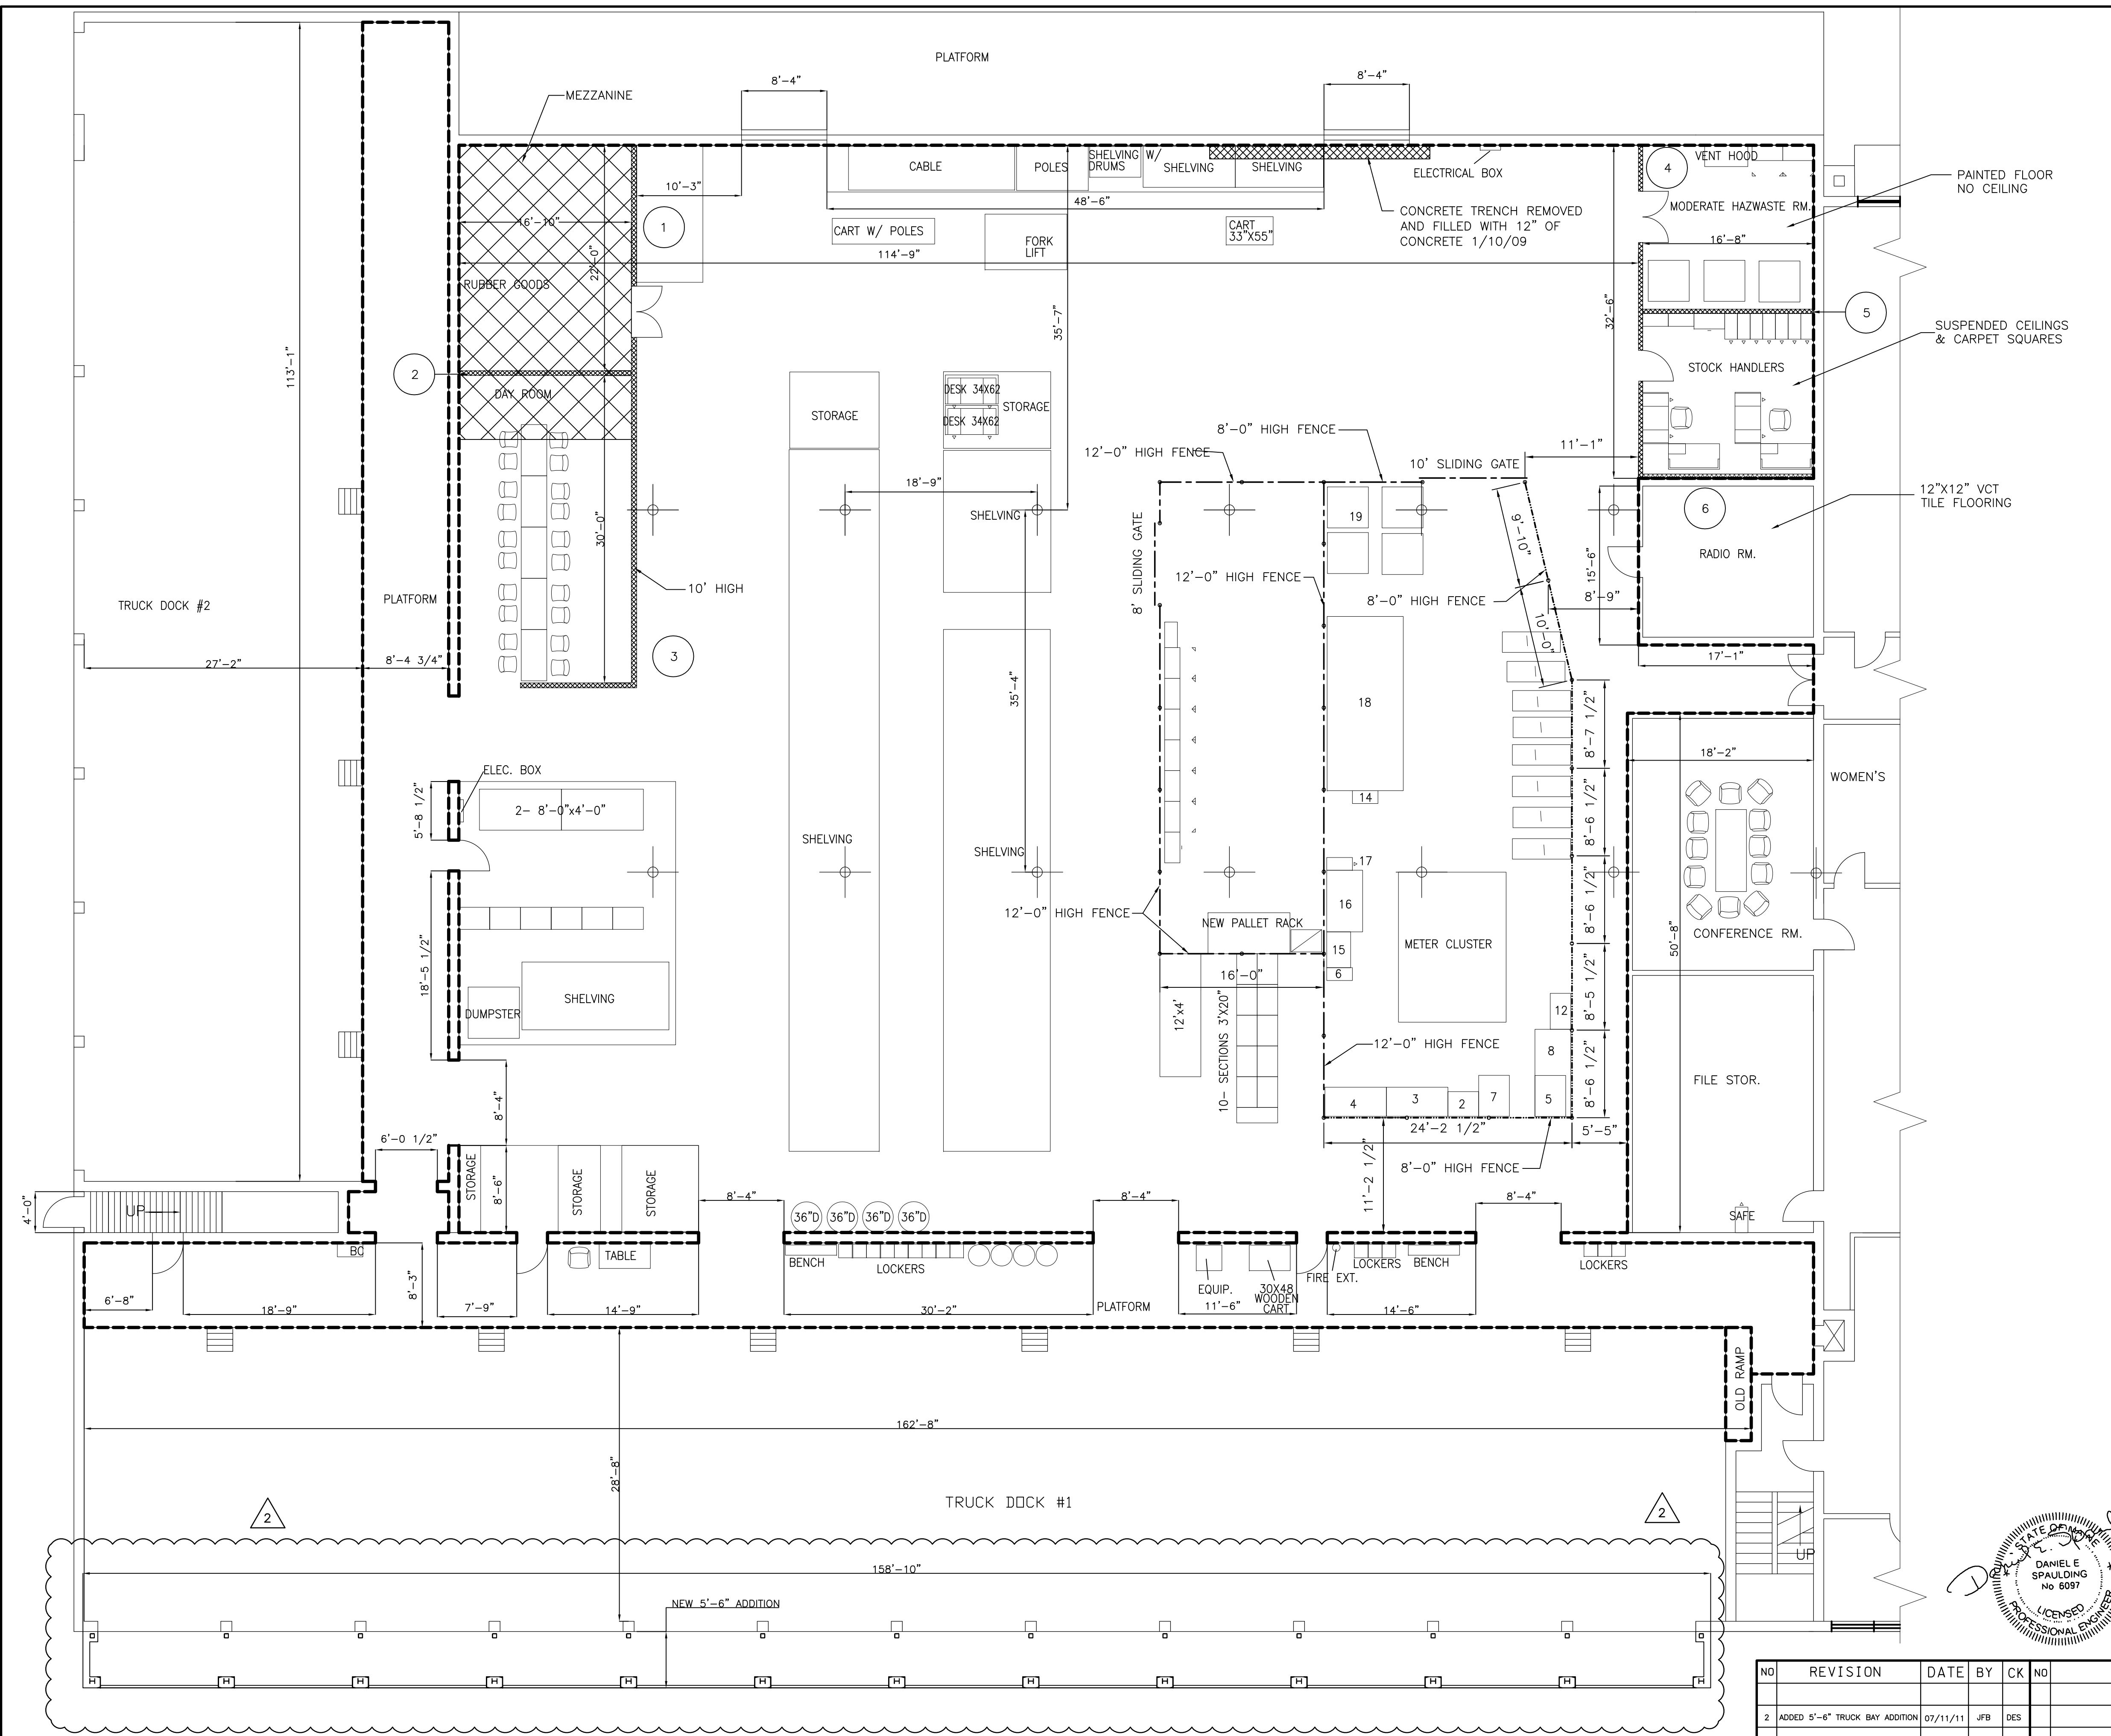 PLATFORM
8'-4"
8'-4"
MEZZANINE
CABLE
POLES
SHELVING W/
DRUMS
SHELVING
SHELVING
ELECTRICAL BOX
4
VENT HOOD
PAINTED FLOOR
NO CEILING
10'-3"
48'-6"
MODERATE HAZWASTE RM.
16'-10"
1
CART W/ POLES
FORK
LIFT
CART
33"X55"
CONCRETE TRENCH REMOVED
AND FILLED WITH 12" OF
CONCRETE 1/10/09
16'-8"
114'-9"
22'-0"
RUBBER GOODS
35'-7"
32'-6"
5
SUSPENDED CEILINGS
& CARPET SQUARES
113'-1"
2
DAY ROOM
STOCK HANDLERS
DESK 34X62
DESK 34X62
STORAGE
STORAGE
8'-0" HIGH FENCE
12'-0" HIGH FENCE
10' SLIDING GATE
11'-1"
18'-9"
SHELVING
8' SLIDING GATE
19
9'-10"
6
12"X12" VCT
TILE FLOORING
30'-0"
RADIO RM.
15'-6"
TRUCK DOCK #2
PLATFORM
10' HIGH
12'-0" HIGH FENCE
8'-0" HIGH FENCE
8'-9"
10'-0"
27'-2"
8'-4 3/4"
3
35'-4"
17'-1"
18
8'-7 1/2"
18'-2"
ELEC. BOX
2- 8'-0"x4'-0"
5'-8 1/2"
14
8'-6 1/2"
WOMEN'S
SHELVING
SHELVING
17
12'-0" HIGH FENCE
NEW PALLET RACK
16
8'-6 1/2"
METER CLUSTER
CONFERENCE RM.
50'-8"
18'-5 1/2"
15
6
16'-0"
8'-5 1/2"
SHELVING
DUMPSTER
12'x4'
10- SECTIONS 3'X20"
12
12'-0" HIGH FENCE
8
8'-6 1/2"
FILE STOR.
8'-4"
4
3
2
7
5
24'-2 1/2"
5'-5"
6'-0 1/2"
8'-0" HIGH FENCE
STORAGE
8'-6"
STORAGE
STORAGE
11'-2 1/2"
4'-0"
UP
8'-4"
8'-4"
8'-4"
36"D
36"D
36"D
36"D
SAFE
TABLE
BENCH
LOCKERS
EQUIP.
30X48
WOODEN
CART
FIRE EXT.
LOCKERS
BENCH
LOCKERS
8'-3"
6'-8"
18'-9"
7'-9"
14'-9"
30'-2"
PLATFORM
11'-6"
14'-6"
OLD RAMP
162'-8"
28'-8"
TRUCK DOCK #1
2
2
UP
158'-10"
NEW 5'-6" ADDITION
STATE OF MAINE
DANIEL E
SPAULDING
No 6097
LICENSED
PROFESSIONAL ENGINEER
NO REVISION DATE BY CK NO
2 ADDED 5'-6" TRUCK BAY ADDITION 07/11/11 JFB DES